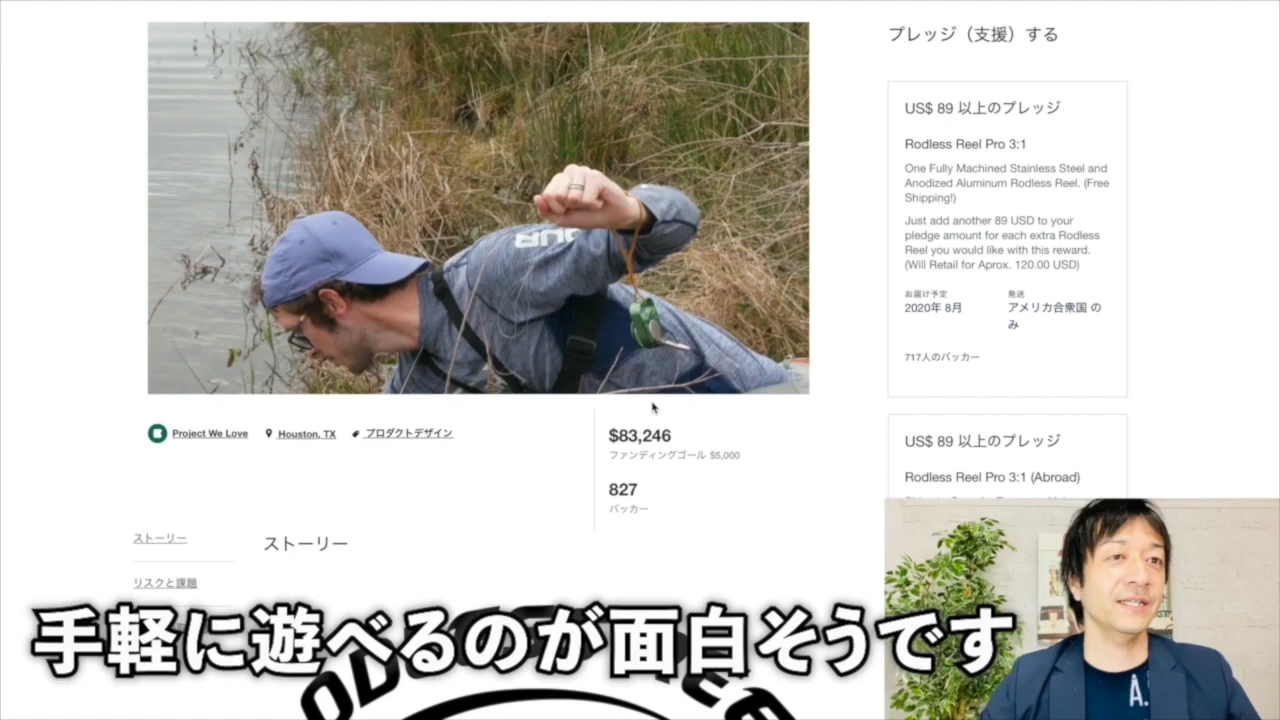 プレッジ（支援）する
US$ 89 以上のプレッジ
Rodless Reel Pro 3:1
One Fully Machined Stainless Steel and
Anodized Aluminum Rodless Reel. (Free
Shipping!)
Just add another 89 USD to your
pledge amount for each extra Rodless
Reel you would like with this reward.
(Will Retail for Aprox. 120.00 USD)
お届け予定
2020年 8月
発送
アメリカ合衆国 の
み
717人のバッカー
Project We Love
Houston, TX
プロダクトデザイン
$83,246
ファンディングゴール $5,000
827
バッカー
US$ 89 以上のプレッジ
Rodless Reel Pro 3:1 (Abroad)
ストーリー
リスクと課題
ストーリー
手軽に遊べるのが面白そうです
A.